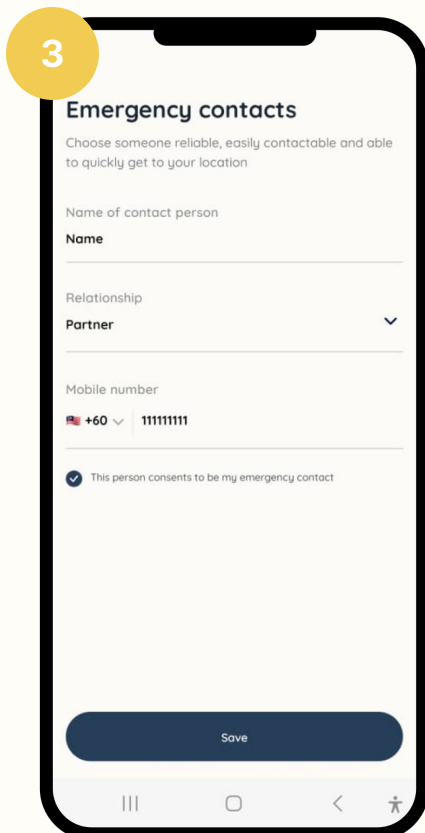 3
Emergency contacts
Choose someone reliable, easily contactable and able
to quickly get to your location
Name of contact person
Name
Relationship
Partner
Mobile number
+60 111111111
This person consents to be my emergency contact
Save